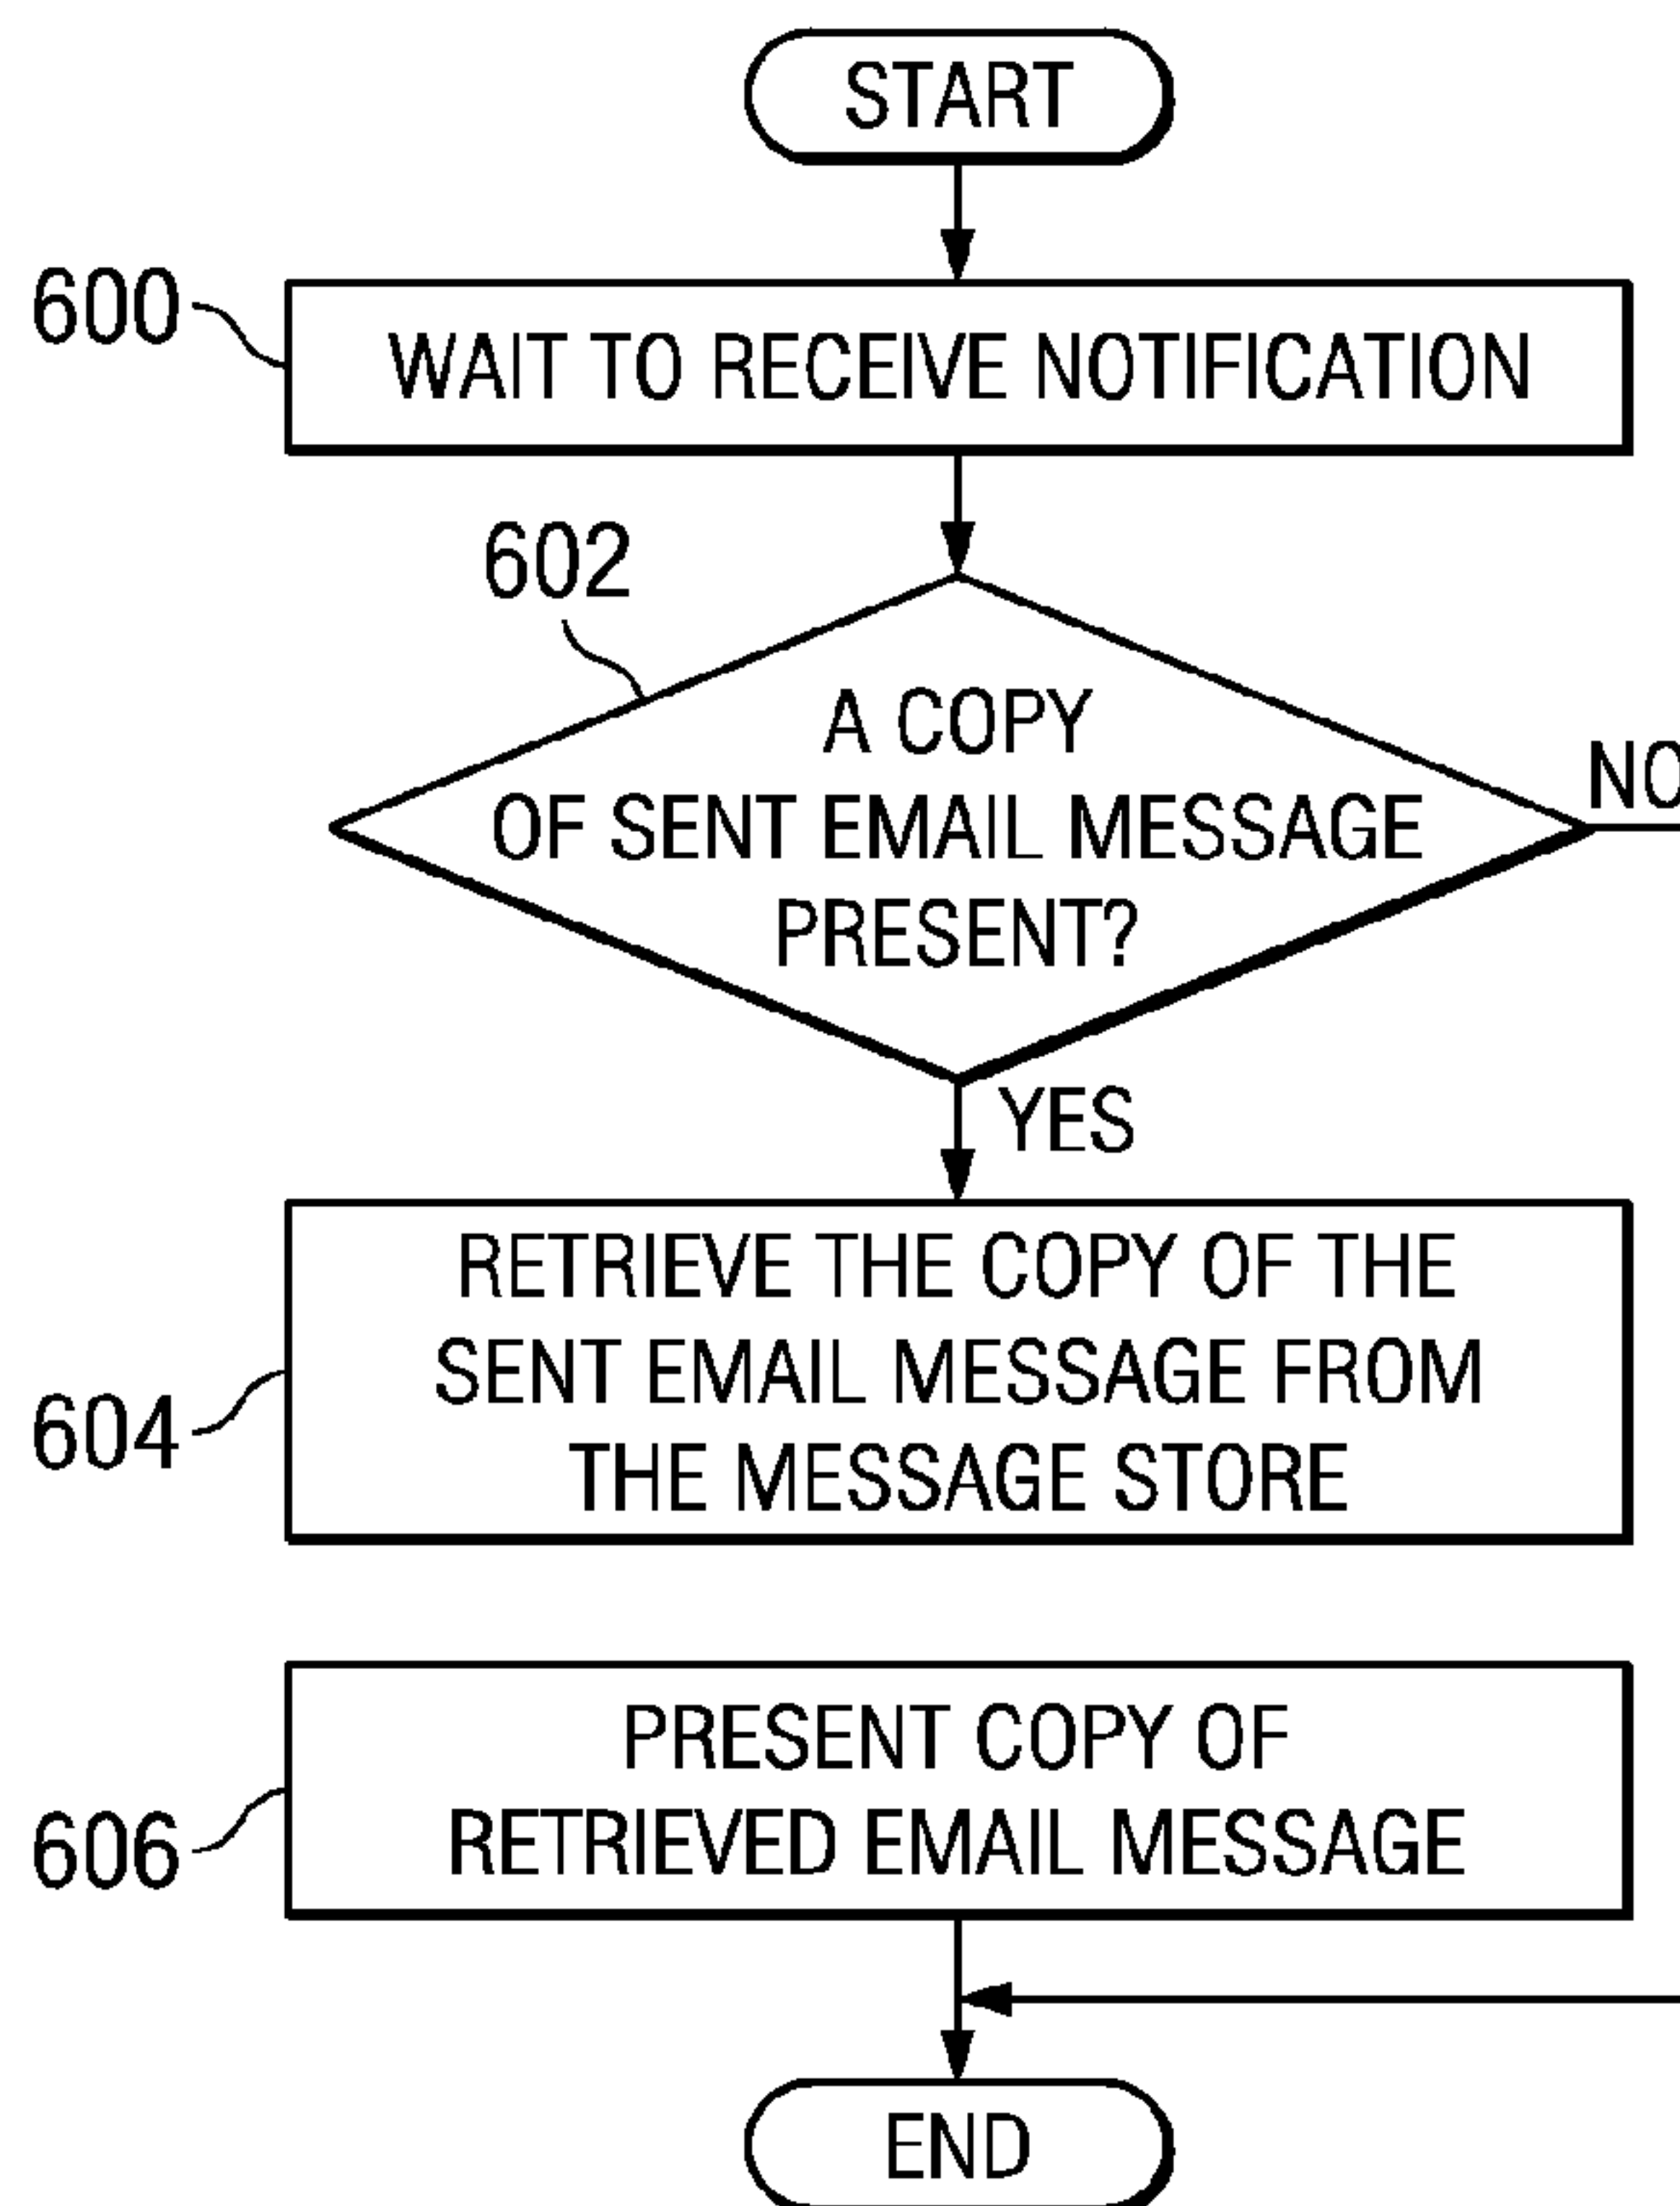 START
600
WAIT TO RECEIVE NOTIFICATION
602
A COPY
OF SENT EMAIL MESSAGE
PRESENT?
NO
YES
RETRIEVE THE COPY OF THE
SENT EMAIL MESSAGE FROM
THE MESSAGE STORE
604
PRESENT COPY OF
RETRIEVED EMAIL MESSAGE
606
END